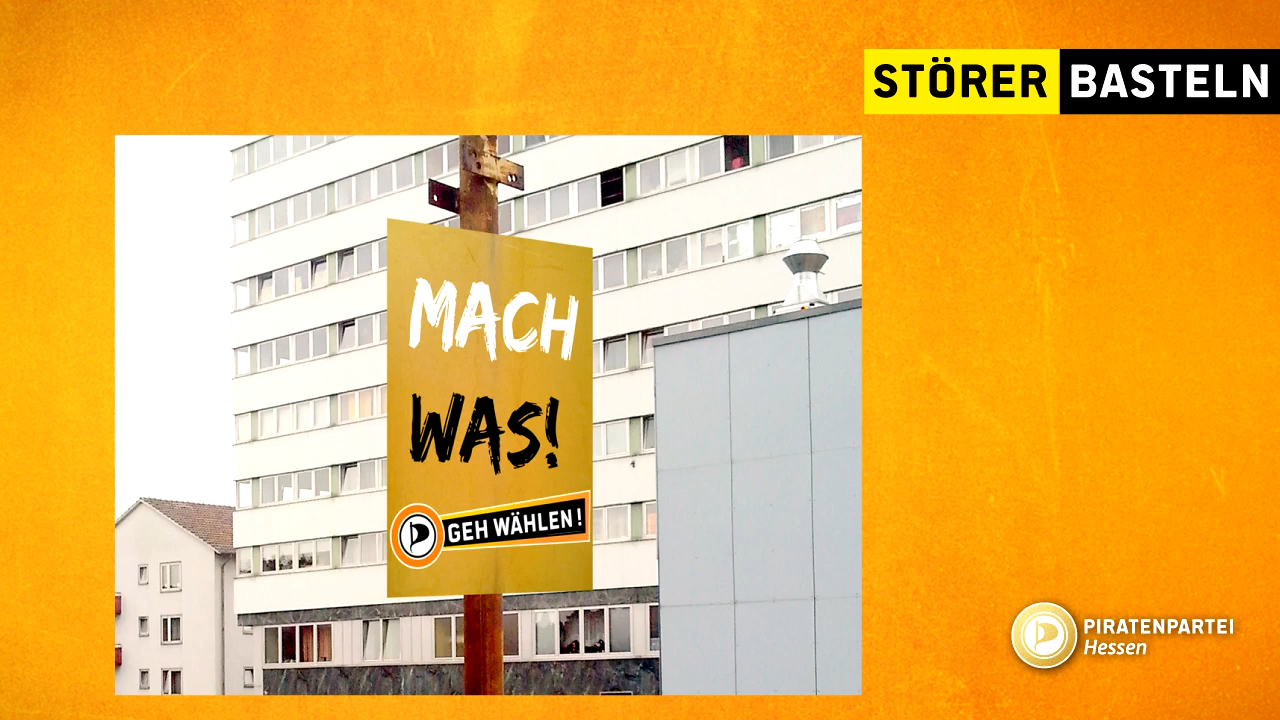 STÖRER BASTELN
MACH
WAS!
GEH WÄHLEN!
PIRATENPARTEI
Hessen